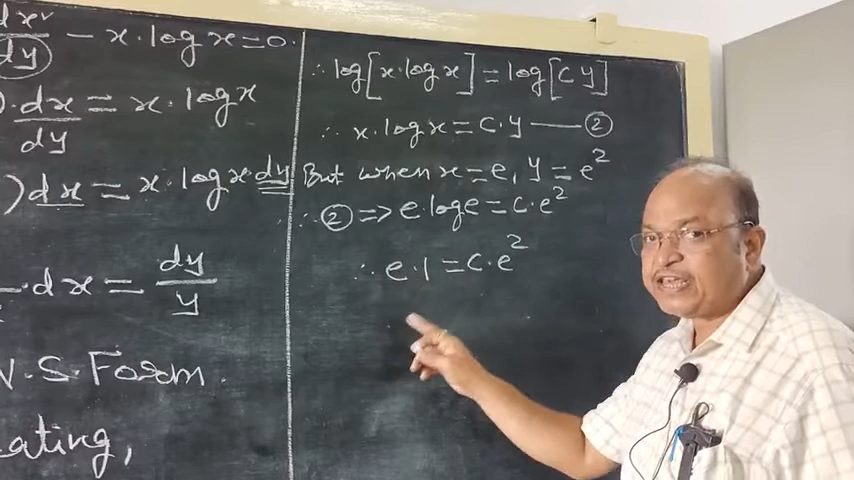 dx
dy - x·log x = 0.
)·dx/dy = x·log x
)dx = x·log x dy
·dx = dy/y
V.S. Form.
ating,
∴ log[x·log x] = log[c·y]
∴ x·log x = c·y —— ②
But when x = e, y = e²
∴ ② => e·log e = c·e²
∴ e·1 = c·e²